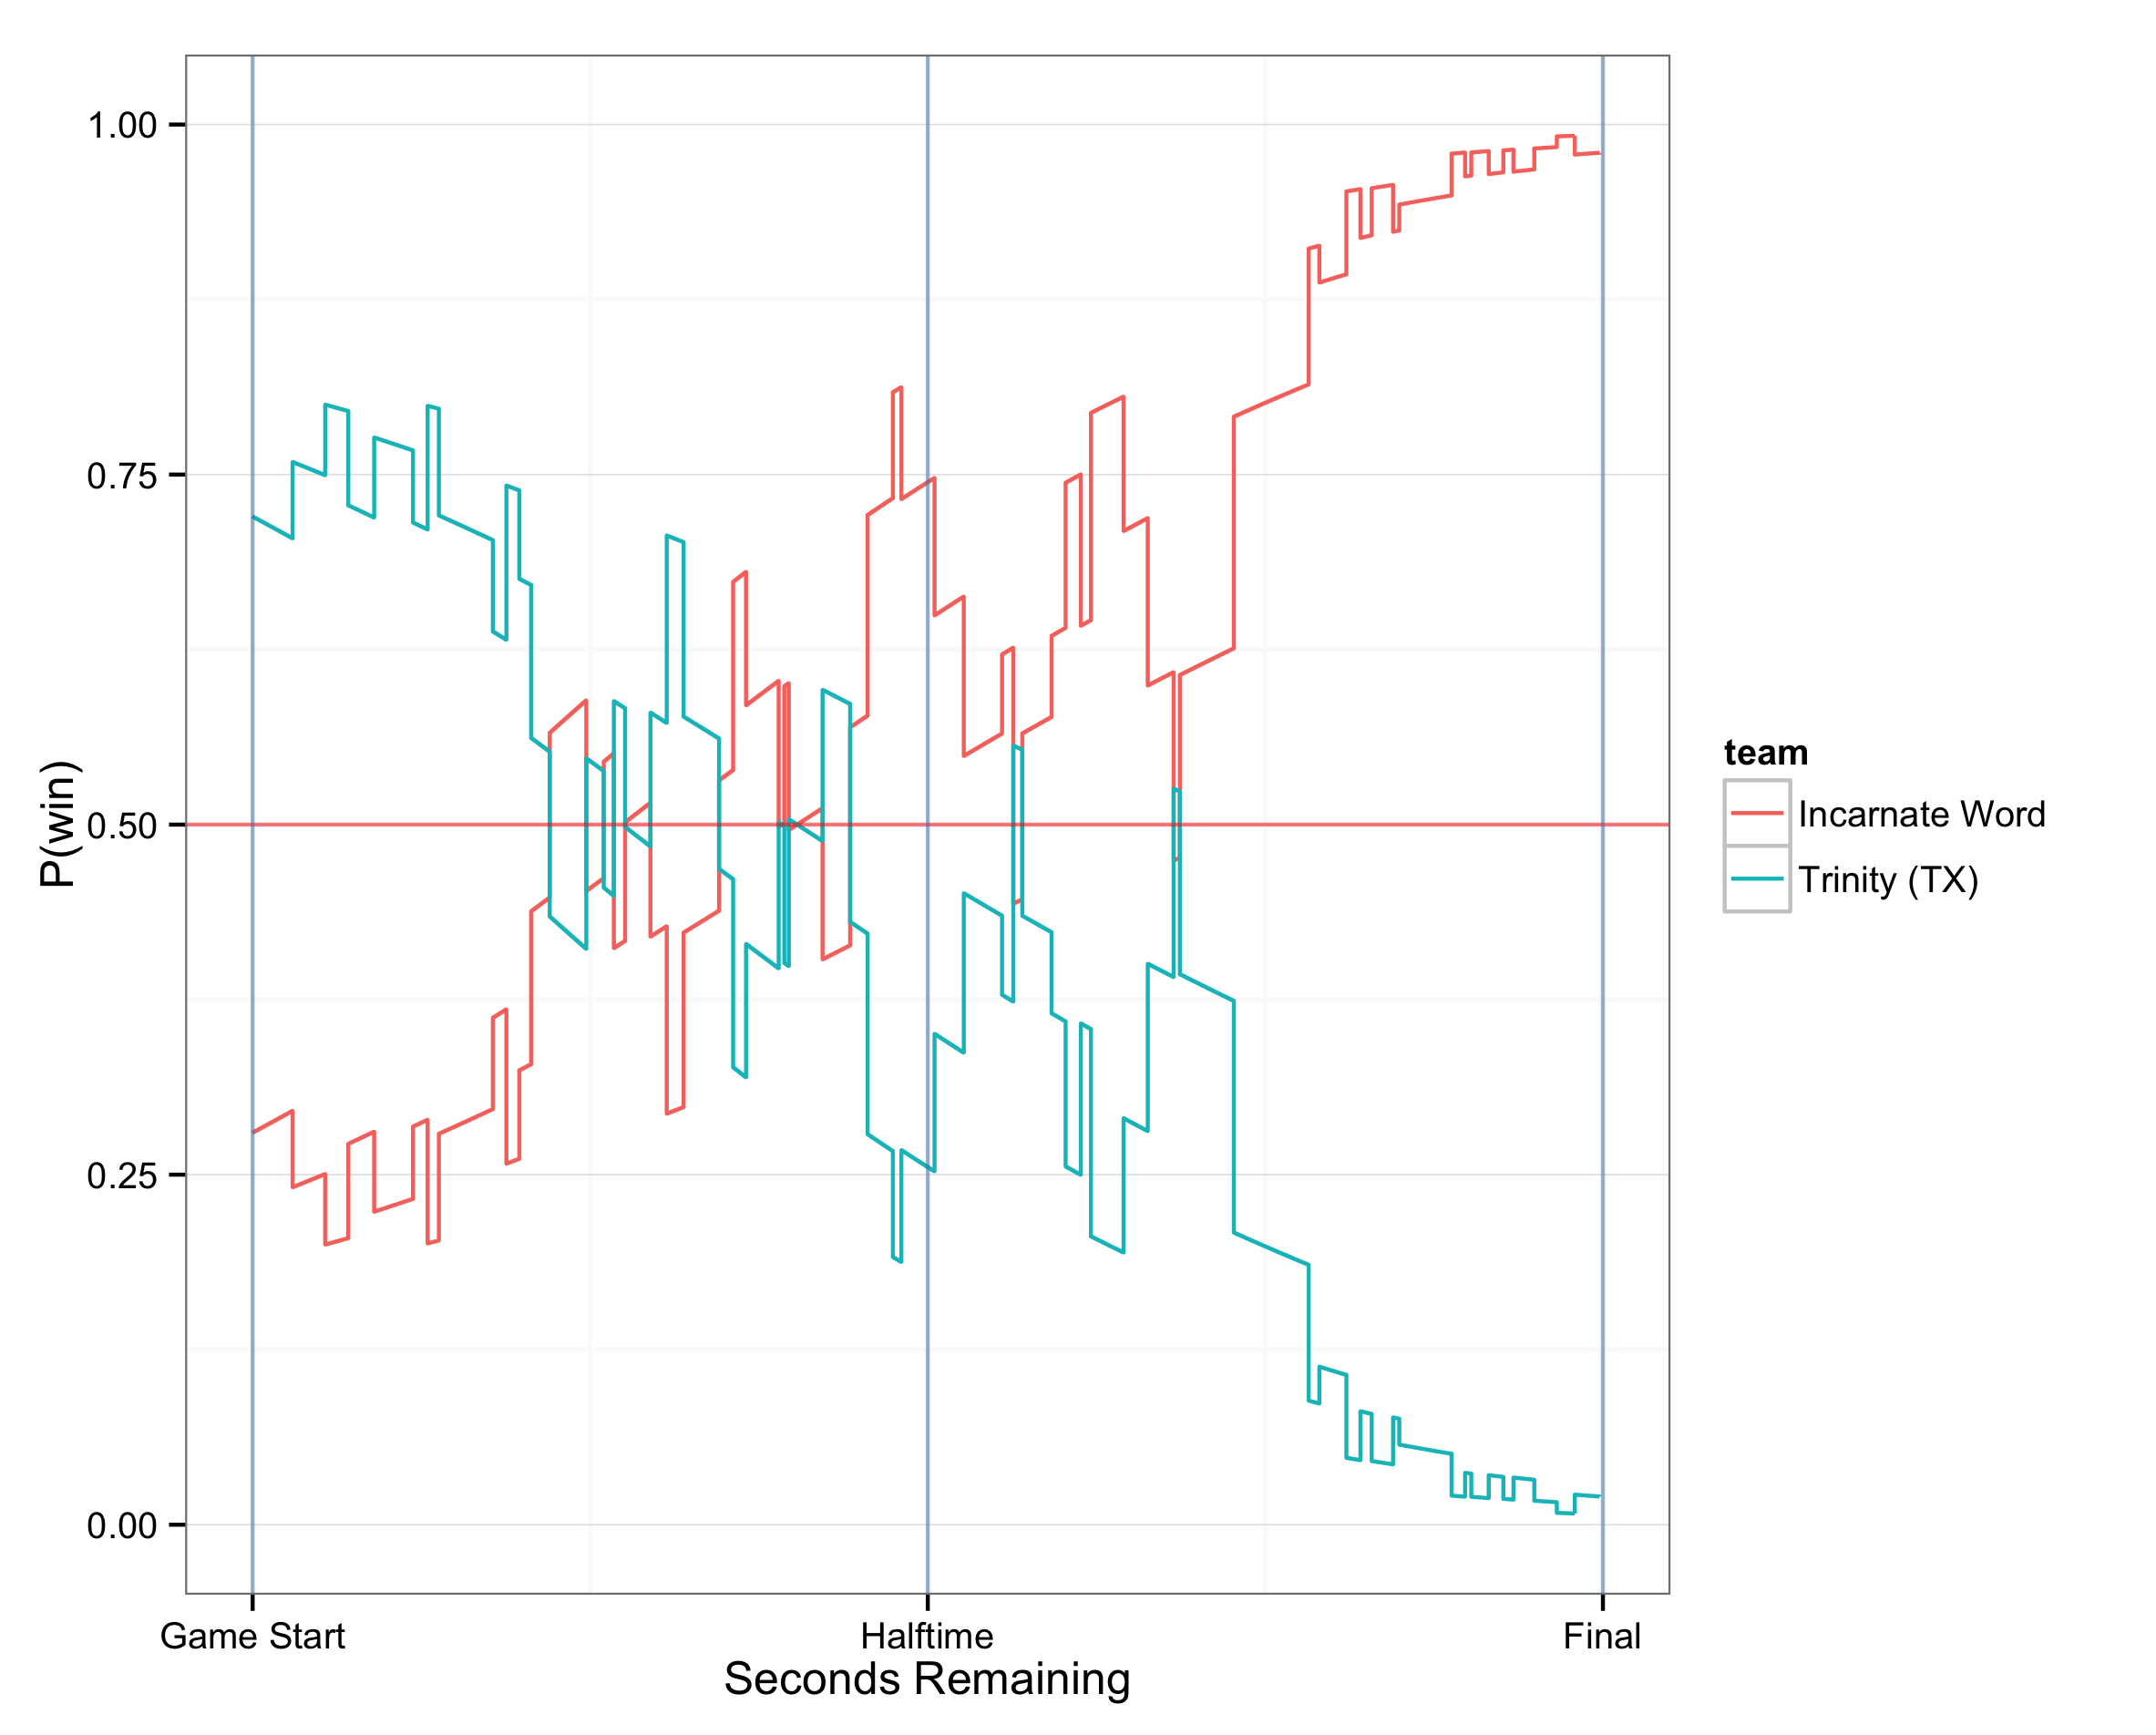 P(win)
1.00
0.75
0.50
0.25
0.00
Game Start
Halftime
Final
Seconds Remaining
team
Incarnate Word
Trinity (TX)